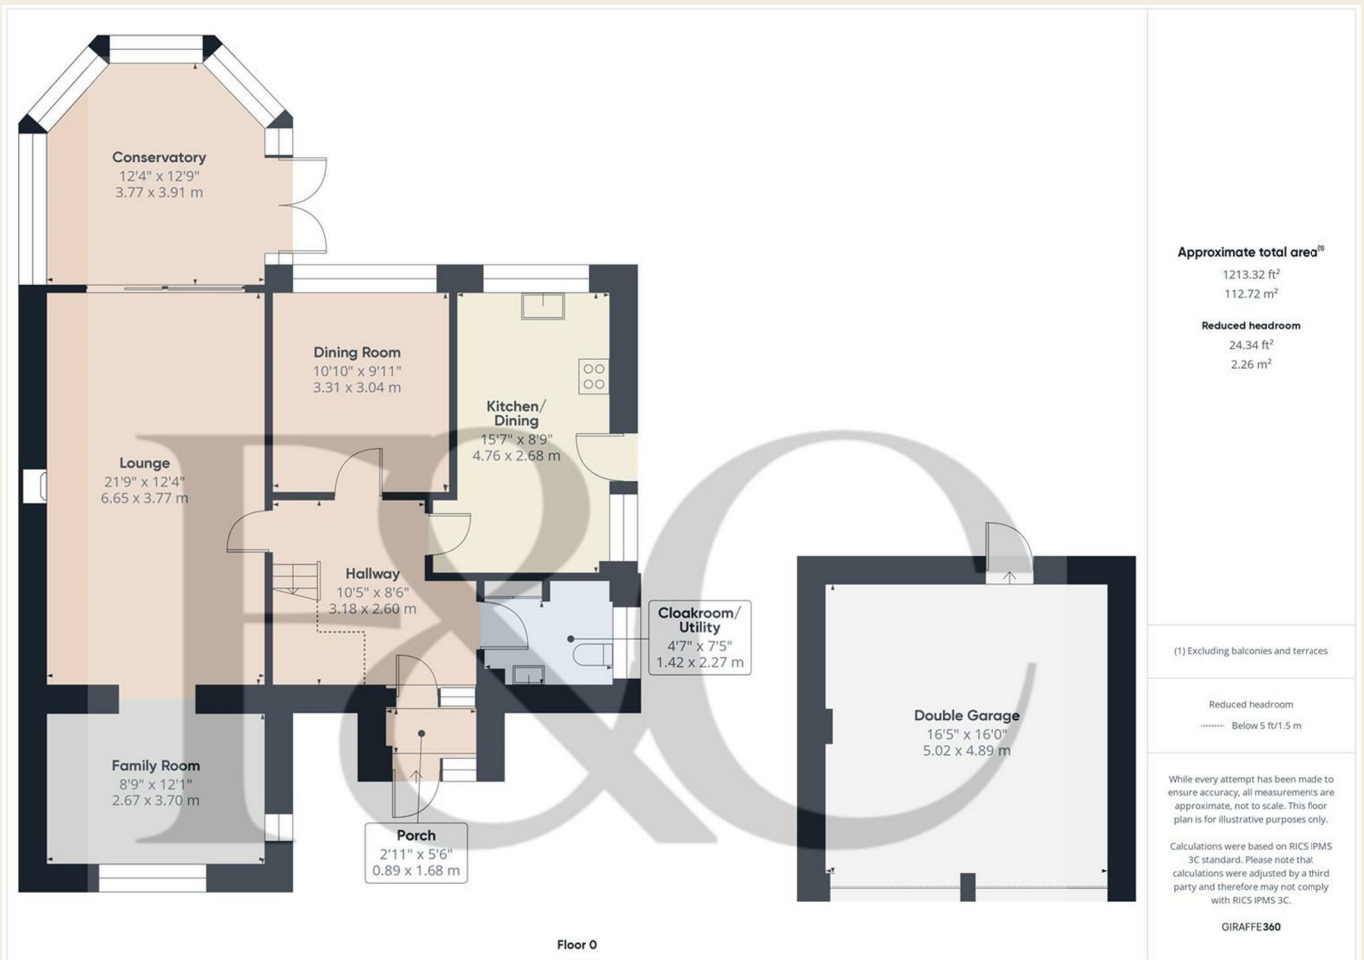 Conservatory
12'4" x 12'9"
3.77 x 3.91 m
Dining Room
10'10" x 9'11"
3.31 x 3.04 m
Kitchen/
Dining
15'7" x 8'9"
4.76 x 2.68 m
Lounge
21'9" x 12'4"
6.65 x 3.77 m
Hallway
10'5" x 8'6"
3.18 x 2.60 m
Cloakroom/
Utility
4'7" x 7'5"
1.42 x 2.27 m
Family Room
8'9" x 12'1"
2.67 x 3.70 m
Porch
2'11" x 5'6"
0.89 x 1.68 m
Double Garage
16'5" x 16'0"
5.02 x 4.89 m
F&C
Floor 0
Approximate total area(1)
1213.32 ft²
112.72 m²
Reduced headroom
24.34 ft²
2.26 m²
(1) Excluding balconies and terraces
Reduced headroom
Below 5 ft/1.5 m
While every attempt has been made to
ensure accuracy, all measurements are
approximate, not to scale. This floor
plan is for illustrative purposes only.
Calculations were based on RICS IPMS
3C standard. Please note that
calculations were adjusted by a third
party and therefore may not comply
with RICS IPMS 3C.
GIRAFFE360